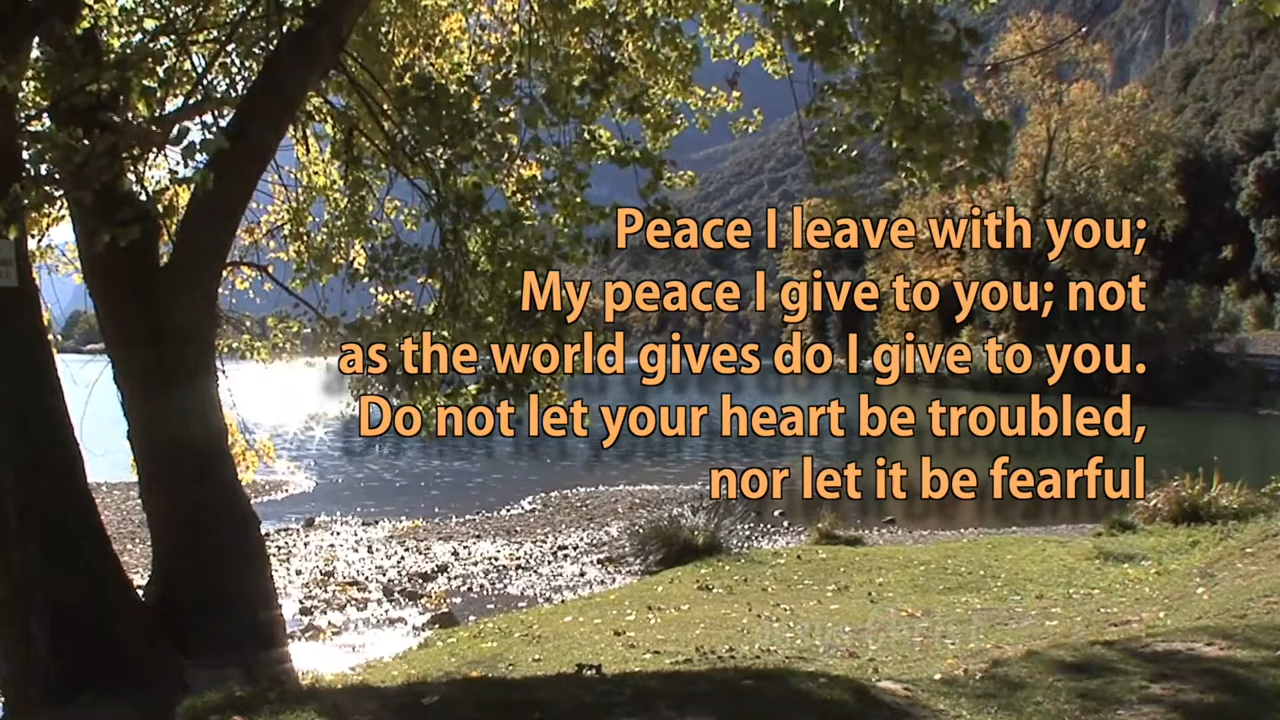 Peace I leave with you;
My peace I give to you; not
as the world gives do I give to you.
Do not let your heart be troubled,
nor let it be fearful